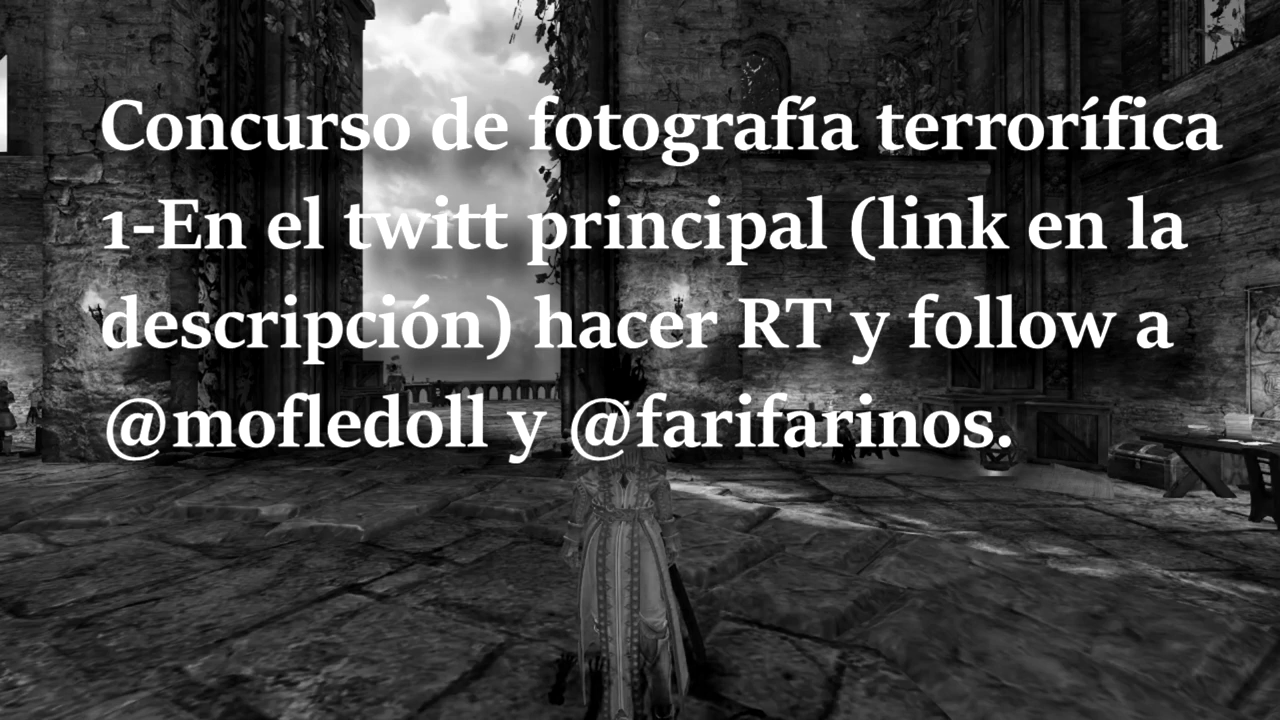 Concurso de fotografía terrorífica
1-En el twitt principal (link en la
descripción) hacer RT y follow a
@mofledoll y @farifarinos.